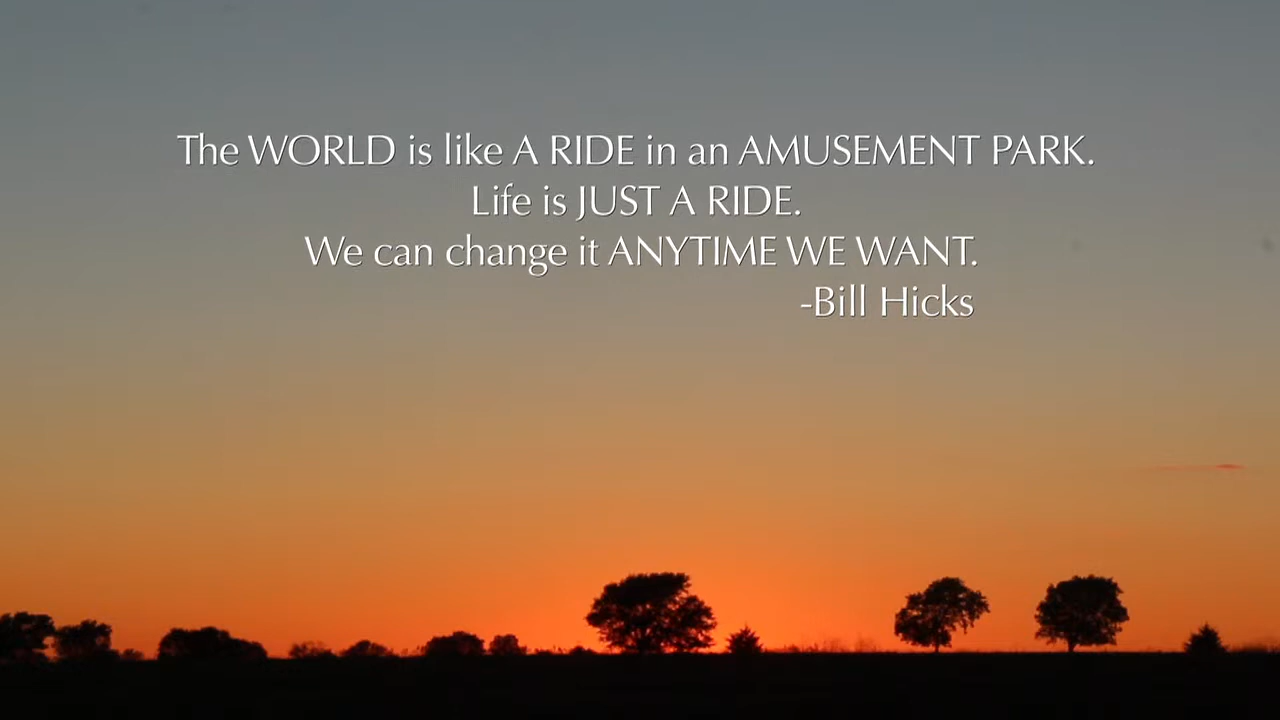 The WORLD is like A RIDE in an AMUSEMENT PARK.
Life is JUST A RIDE.
We can change it ANYTIME WE WANT.
-Bill Hicks